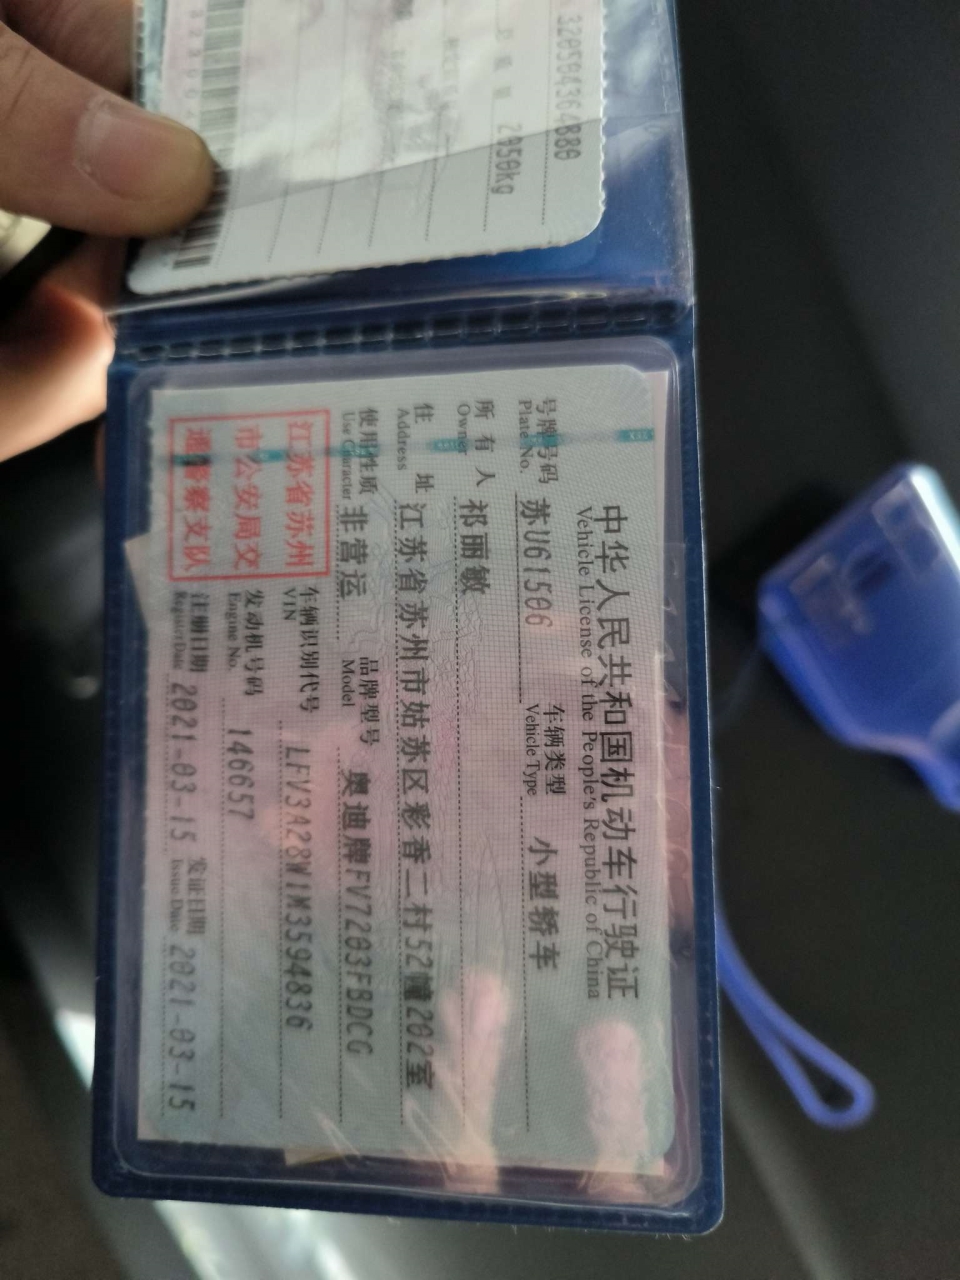 中华人民共和国机动车行驶证
Vehicle License of the People's Republic of China
号牌号码 苏U61506 车辆类型 小型轿车
Plate No. Vehicle Type
所有人 祁丽敏
Owner
住址 江苏省苏州市姑苏区彩香二村52幢202室
Address
使用性质 非营运 品牌型号 奥迪牌FV7203FBDCG
Use Character Model
江苏省苏州
市公安局交
通警察支队
车辆识别代号 LFV3A28W1M3594836
VIN
发动机号码 146657
Engine No.
注册日期 2021-03-15 发证日期 2021-03-15
Register Date Issue Date
2950kg